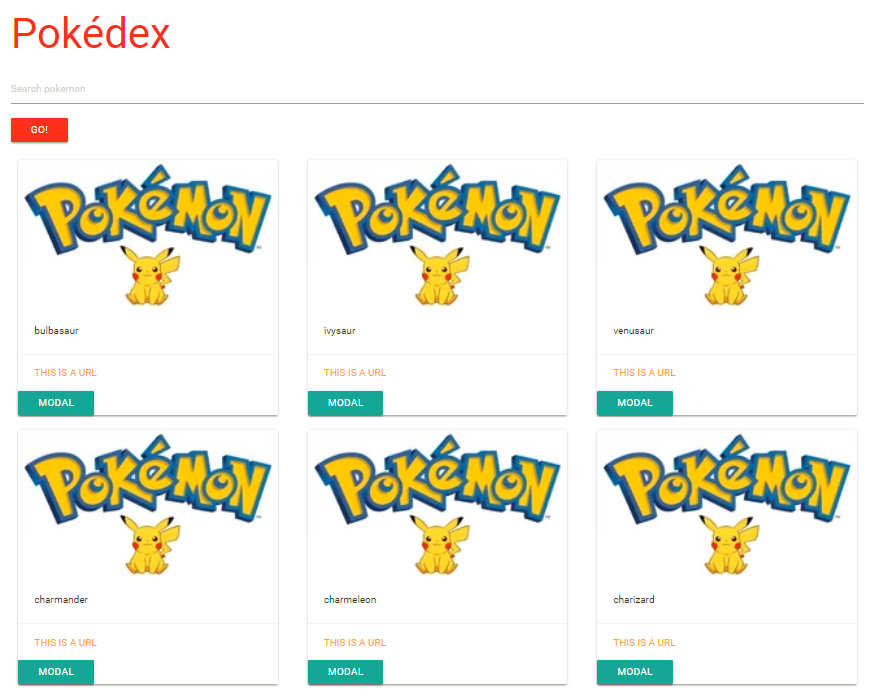 Pokédex
Search pokemon
GO!
POKéMON POKéMON POKéMON
bulbasaur ivysaur venusaur
THIS IS A URL THIS IS A URL THIS IS A URL
MODAL MODAL MODAL
POKéMON POKéMON POKéMON
charmander charmeleon charizard
THIS IS A URL THIS IS A URL THIS IS A URL
MODAL MODAL MODAL